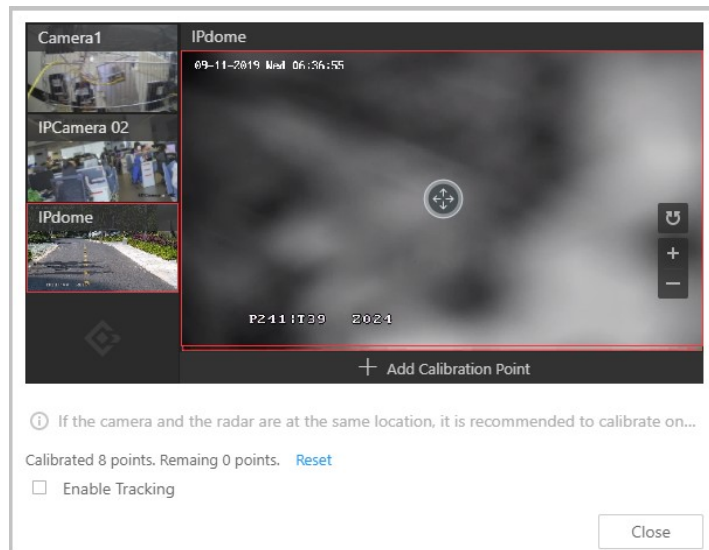 Camera1
IPdome
09-11-2019 Wed 06:36:55
IPCamera 02
IPdome
P241!T39 Z024
+ Add Calibration Point
If the camera and the radar are at the same location, it is recommended to calibrate on...
Calibrated 8 points. Remaing 0 points. Reset
Enable Tracking
Close